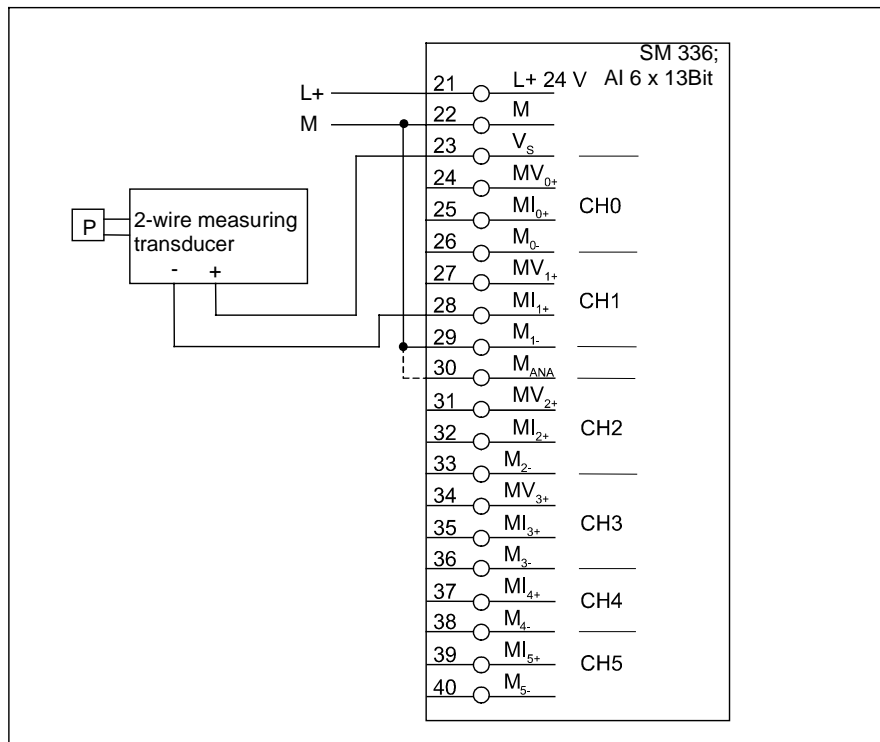 SM 336;
AI 6 x 13Bit
L+ 21 L+ 24 V
M 22 M
23 Vs
24 MV0+
25 MI0+ CH0
26 M0-
27 MV1+
28 MI1+ CH1
29 M1-
30 MANA
31 MV2+
32 MI2+ CH2
33 M2-
34 MV3+
35 MI3+ CH3
36 M3-
37 MI4+ CH4
38 M4-
39 MI5+ CH5
40 M5-
P 2-wire measuring
transducer
- +